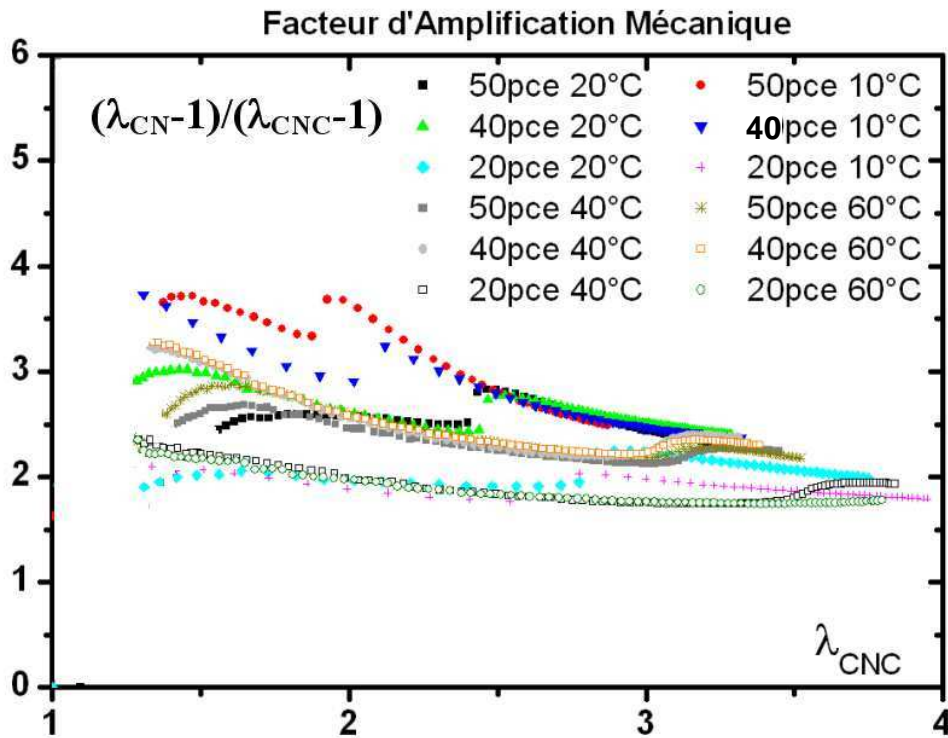 Facteur d'Amplification Mécanique
6
5
4
3
2
1
0
(λCN-1)/(λCNC-1)
50pce 20°C
50pce 10°C
40pce 20°C
40pce 10°C
20pce 20°C
20pce 10°C
50pce 40°C
50pce 60°C
40pce 40°C
40pce 60°C
20pce 40°C
20pce 60°C
λCNC
1 2 3 4